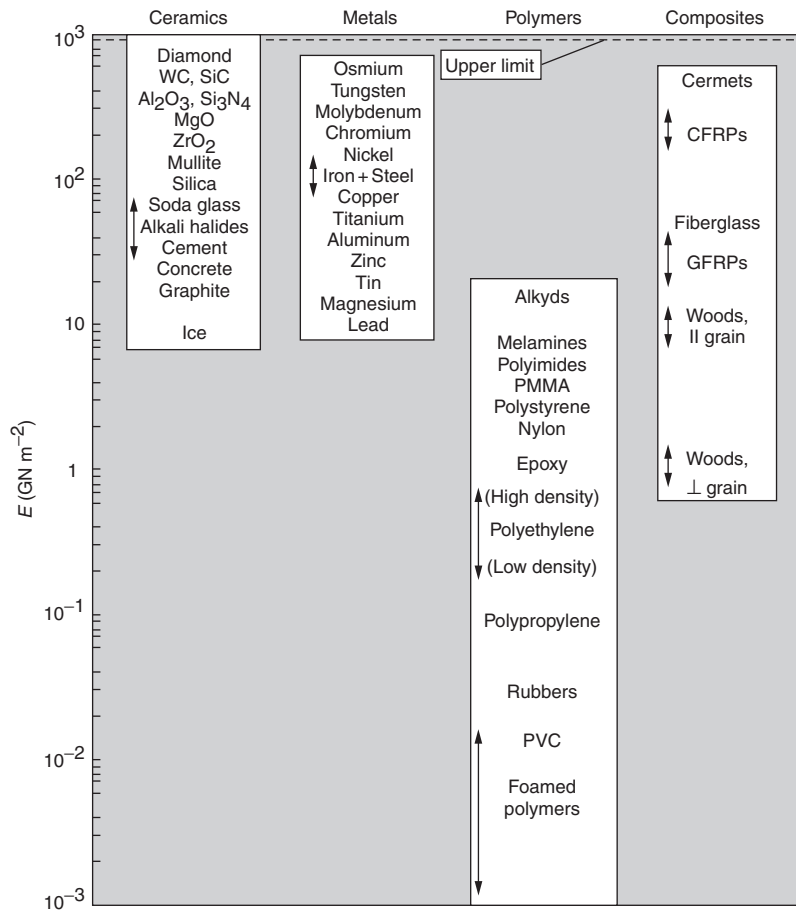 Ceramics
Metals
Polymers
Composites
10³
10²
10
1
10⁻¹
10⁻²
10⁻³
E (GN m⁻²)
Diamond
WC, SiC
Al₂O₃, Si₃N₄
MgO
ZrO₂
Mullite
Silica
Soda glass
Alkali halides
Cement
Concrete
Graphite
Ice
Osmium
Tungsten
Molybdenum
Chromium
Nickel
Iron + Steel
Copper
Titanium
Aluminum
Zinc
Tin
Magnesium
Lead
Upper limit
Alkyds
Melamines
Polyimides
PMMA
Polystyrene
Nylon
Epoxy
(High density)
Polyethylene
(Low density)
Polypropylene
Rubbers
PVC
Foamed
polymers
Cermets
CFRPs
Fiberglass
GFRPs
Woods,
II grain
Woods,
⊥ grain